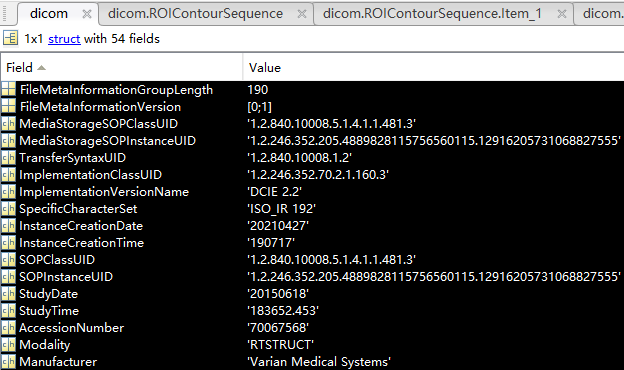 dicom dicom.ROIContourSequence dicom.ROIContourSequence.Item_1 dicom.
1x1 struct with 54 fields
Field Value
FileMetaInformationGroupLength 190
FileMetaInformationVersion [0;1]
MediaStorageSOPClassUID '1.2.840.10008.5.1.4.1.1.481.3'
MediaStorageSOPInstanceUID '1.2.246.352.205.4889828115756560115.12916205731068827555'
TransferSyntaxUID '1.2.840.10008.1.2'
ImplementationClassUID '1.2.246.352.70.2.1.160.3'
ImplementationVersionName 'DCIE 2.2'
SpecificCharacterSet 'ISO_IR 192'
InstanceCreationDate '20210427'
InstanceCreationTime '190717'
SOPClassUID '1.2.840.10008.5.1.4.1.1.481.3'
SOPInstanceUID '1.2.246.352.205.4889828115756560115.12916205731068827555'
StudyDate '20150618'
StudyTime '183652.453'
AccessionNumber '70067568'
Modality 'RTSTRUCT'
Manufacturer 'Varian Medical Systems'